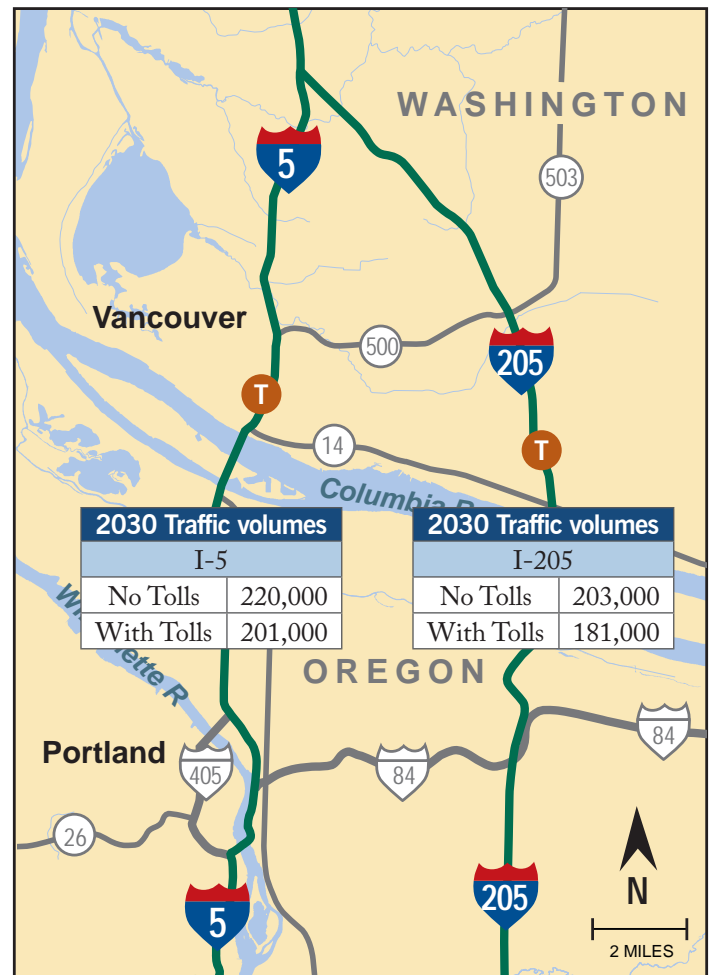 WASHINGTON
5
503
Vancouver
500
205
T
T
14
Columbia R
2030 Traffic volumes
I-5
No Tolls 220,000
With Tolls 201,000
2030 Traffic volumes
I-205
No Tolls 203,000
With Tolls 181,000
OREGON
Portland
405
84
84
26
5
205
N
2 MILES